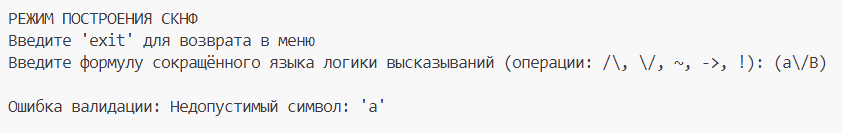 РЕЖИМ ПОСТРОЕНИЯ СКНФ
Введите 'exit' для возврата в меню
Введите формулу сокращённого языка логики высказываний (операции: /\, \/, ~, ->, !): (a\/B)
Ошибка валидации: Недопустимый символ: 'a'